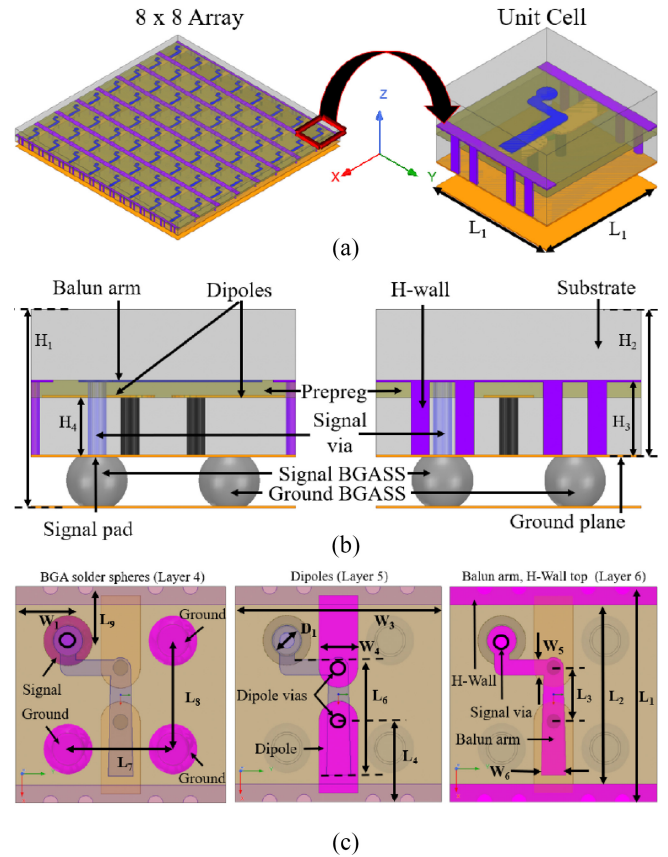 8 x 8 Array
Unit Cell
Z
X
Y
L1
L1
(a)
Balun arm
Dipoles
H-wall
Substrate
H1
H2
Prepreg
H4
Signal via
H3
Signal BGASS
Ground BGASS
Signal pad
Ground plane
(b)
BGA solder spheres (Layer 4)
Dipoles (Layer 5)
Balun arm, H-Wall top (Layer 6)
W1
L9
Ground
Signal
L8
Ground
L7
Ground
W3
D1
W4
Dipole vias
L6
Dipole
L4
W5
H-Wall
L3
L2
L1
Signal via
Balun arm
W6
(c)